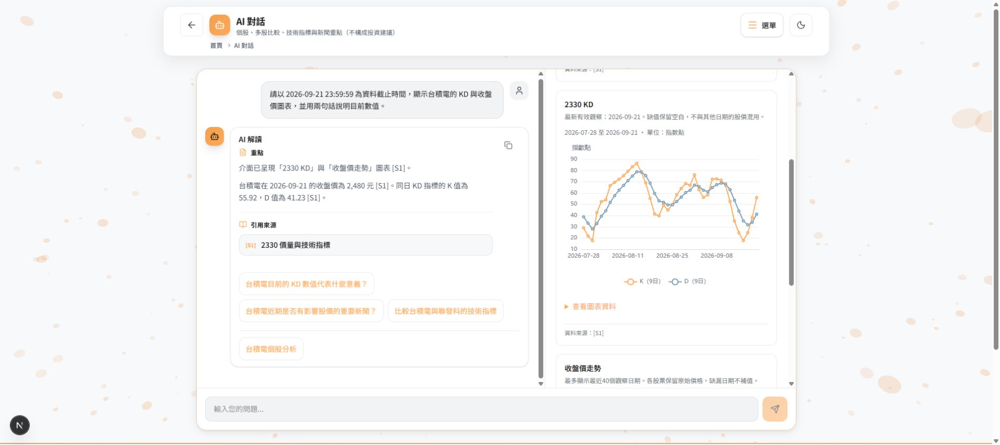 AI 對話
個股、多股比較、技術指標與新聞重點（不構成投資建議）
首頁 > AI 對話
選單
請以 2026-09-21 23:59:59 為資料截止時間，顯示台積電的 KD 與收盤
價圖表，並用兩句話說明目前數值。
AI 解讀
重點
介面已呈現「2330 KD」與「收盤價走勢」圖表 [S1]。
台積電在 2026-09-21 的收盤價為 2,480 元 [S1]。同日 KD 指標的 K 值為
55.92，D 值為 41.23 [S1]。
引用來源
[S1] 2330 價量與技術指標
台積電目前的 KD 數值代表什麼意義？
台積電近期是否有影響股價的重要新聞？
比較台積電與聯發科的技術指標
台積電個股分析
資料來源：[S1]
2330 KD
最新有效觀察：2026-09-21。缺值保留空白，不與其他日期的股價混用。
2026-07-28 至 2026-09-21 • 單位：指數點
指數點
90
80
70
60
50
40
30
20
10
2026-07-28 2026-08-11 2026-08-25 2026-09-08
K（9日） D（9日）
▶ 查看圖表資料
資料來源：[S1]
收盤價走勢
最多顯示最近40個觀察日期。各股票保留原始價格，缺漏日期不補值。
輸入您的問題...
N